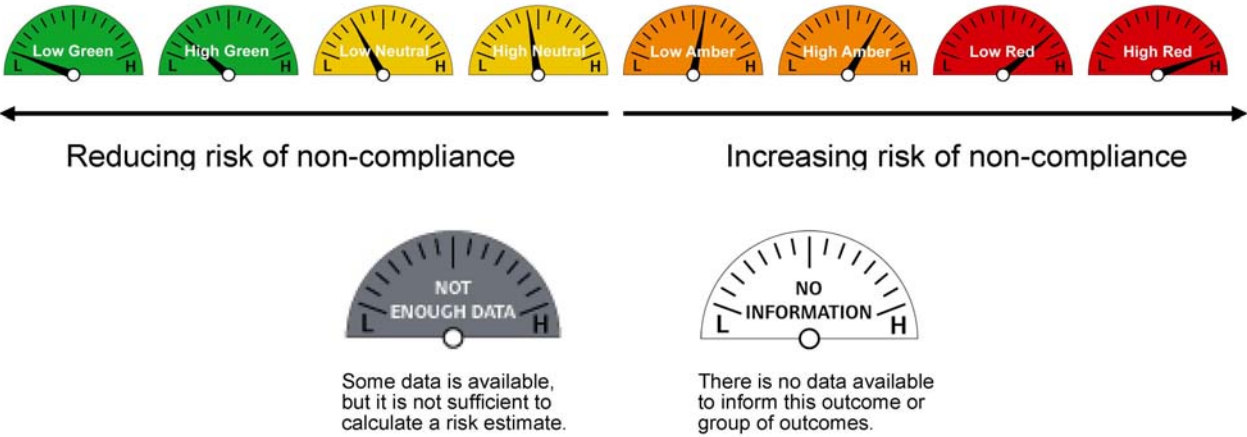 Low Green
L H
High Green
L H
Low Neutral
L H
High Neutral
L H
Low Amber
L H
High Amber
L H
Low Red
L H
High Red
L H
Reducing risk of non-compliance
Increasing risk of non-compliance
NOT
ENOUGH DATA
L H
NO
INFORMATION
L H
Some data is available,
but it is not sufficient to
calculate a risk estimate.
There is no data available
to inform this outcome or
group of outcomes.